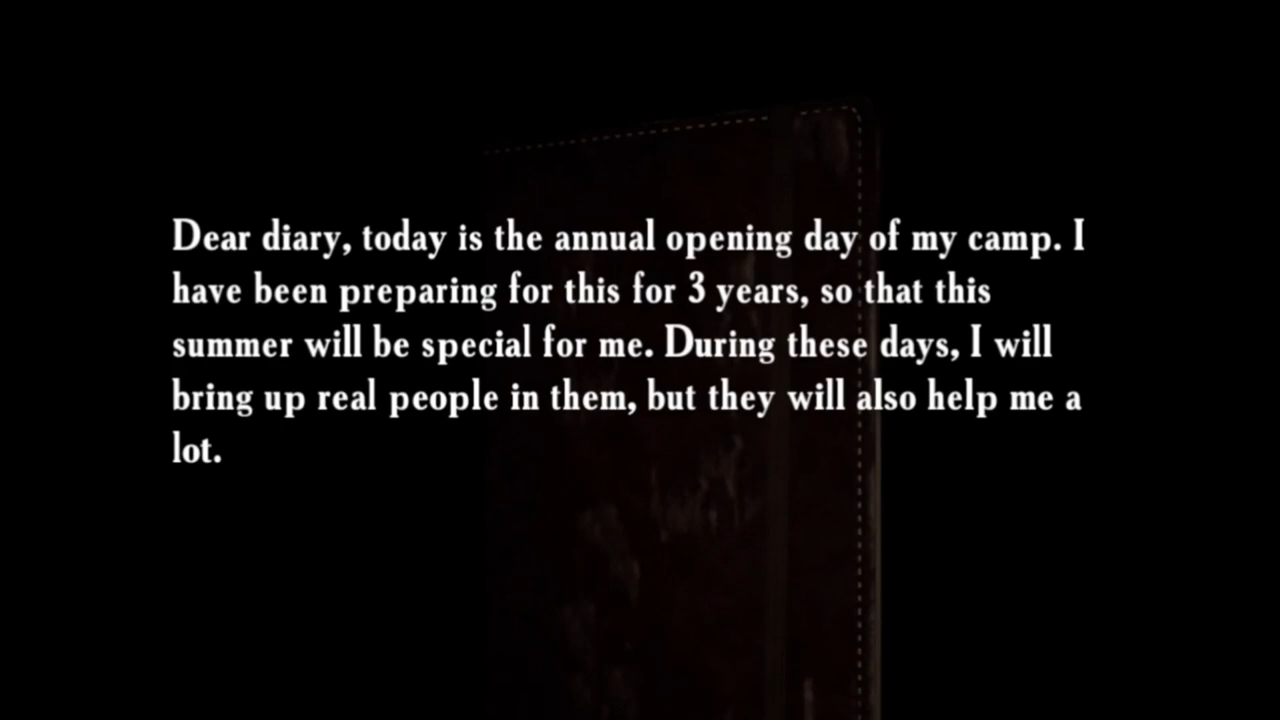 Dear diary, today is the annual opening day of my camp. I
have been preparing for this for 3 years, so that this
summer will be special for me. During these days, I will
bring up real people in them, but they will also help me a
lot.